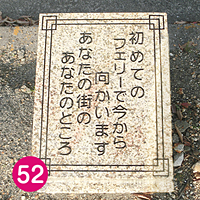 初めての
フェリーで今から
向かいます
あなたの街の
あなたのところ
52